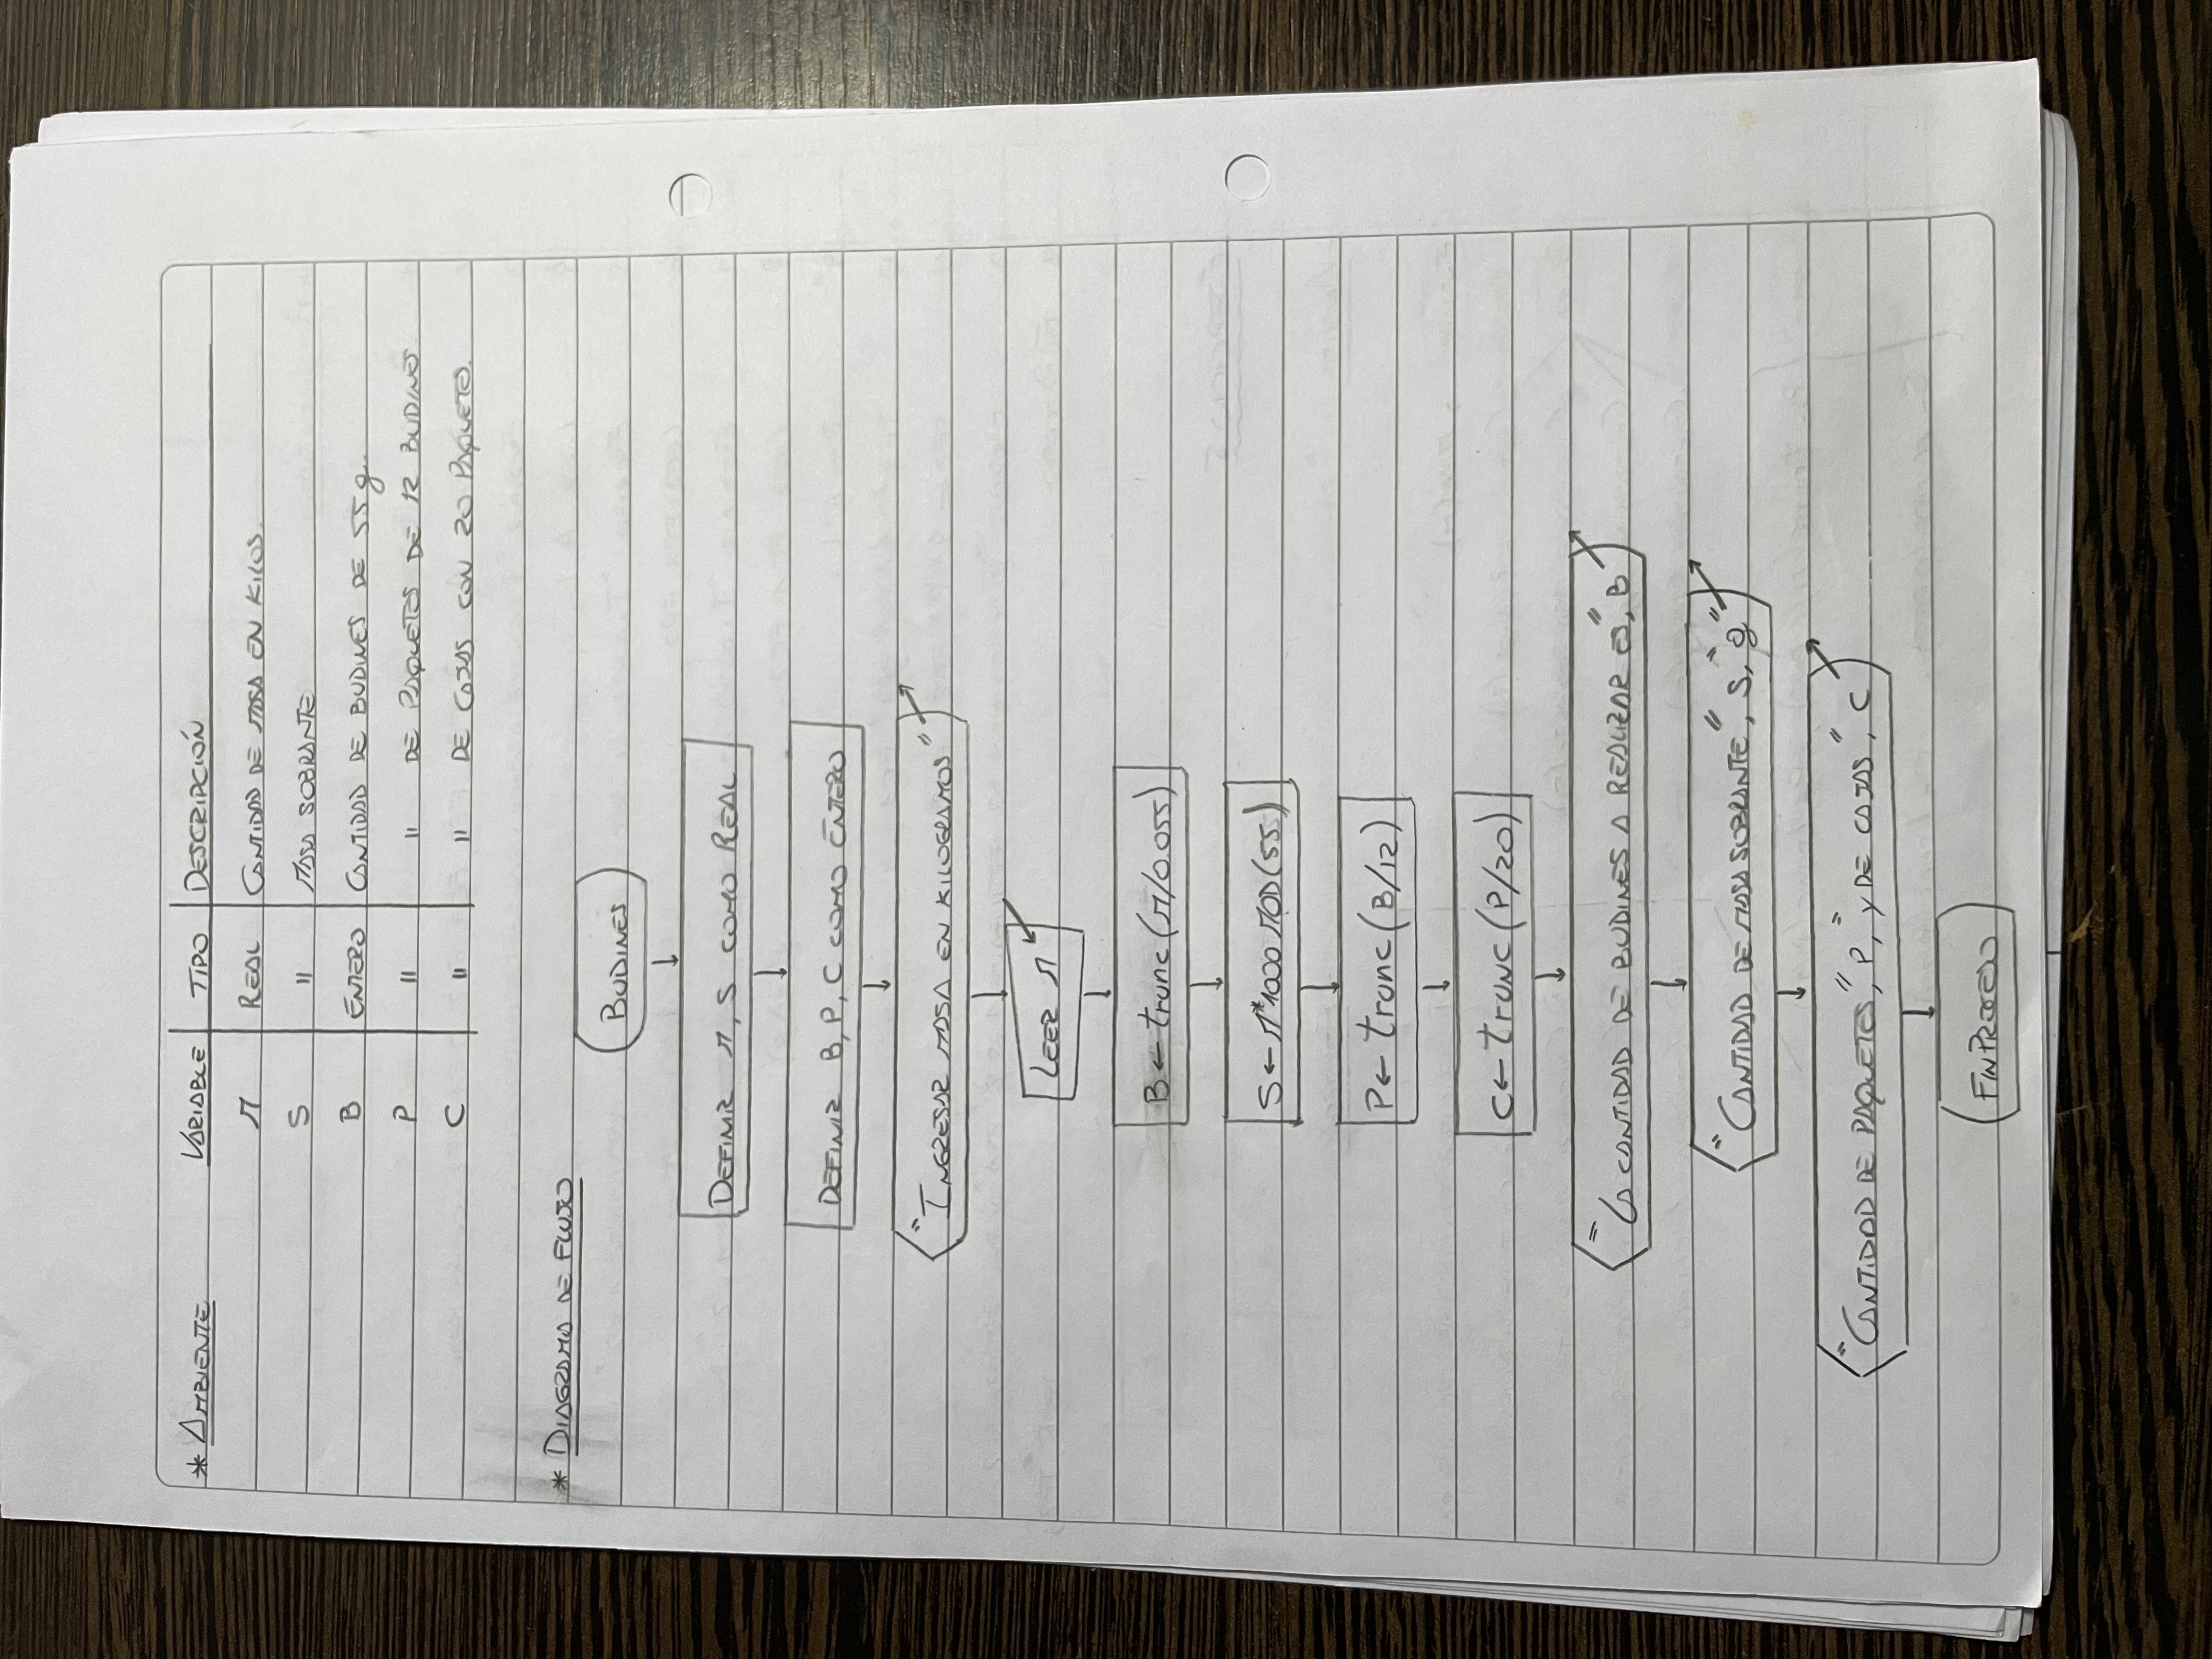 * AMBIENTE VARIABLE TIPO DESCRIPCIÓN
M REAL CANTIDAD DE MASA EN KILOS.
S " MASA SOBRANTE
B ENTERO CANTIDAD DE BUDINES DE 55g.
P " " DE PAQUETES DE 12 BUDINES.
C " " DE CAJAS CON 20 PAQUETES.
* DIAGRAMA DE FLUJO
BUDINES
DEFINIR M, S COMO REAL
DEFINIR B, P, C COMO ENTERO
"INGRESAR MASA EN KILOGRAMOS"
LEER M
B ← trunc (M/0.055)
S ← M*1000 MOD (55)
P ← trunc (B/12)
C ← trunc (P/20)
"LA CANTIDAD DE BUDINES A REALIZAR ES", B
"CANTIDAD DE MASA SOBRANTE", S, "g"
"CANTIDAD DE PAQUETES", P, "Y DE CAJAS", C
FINPROCESO